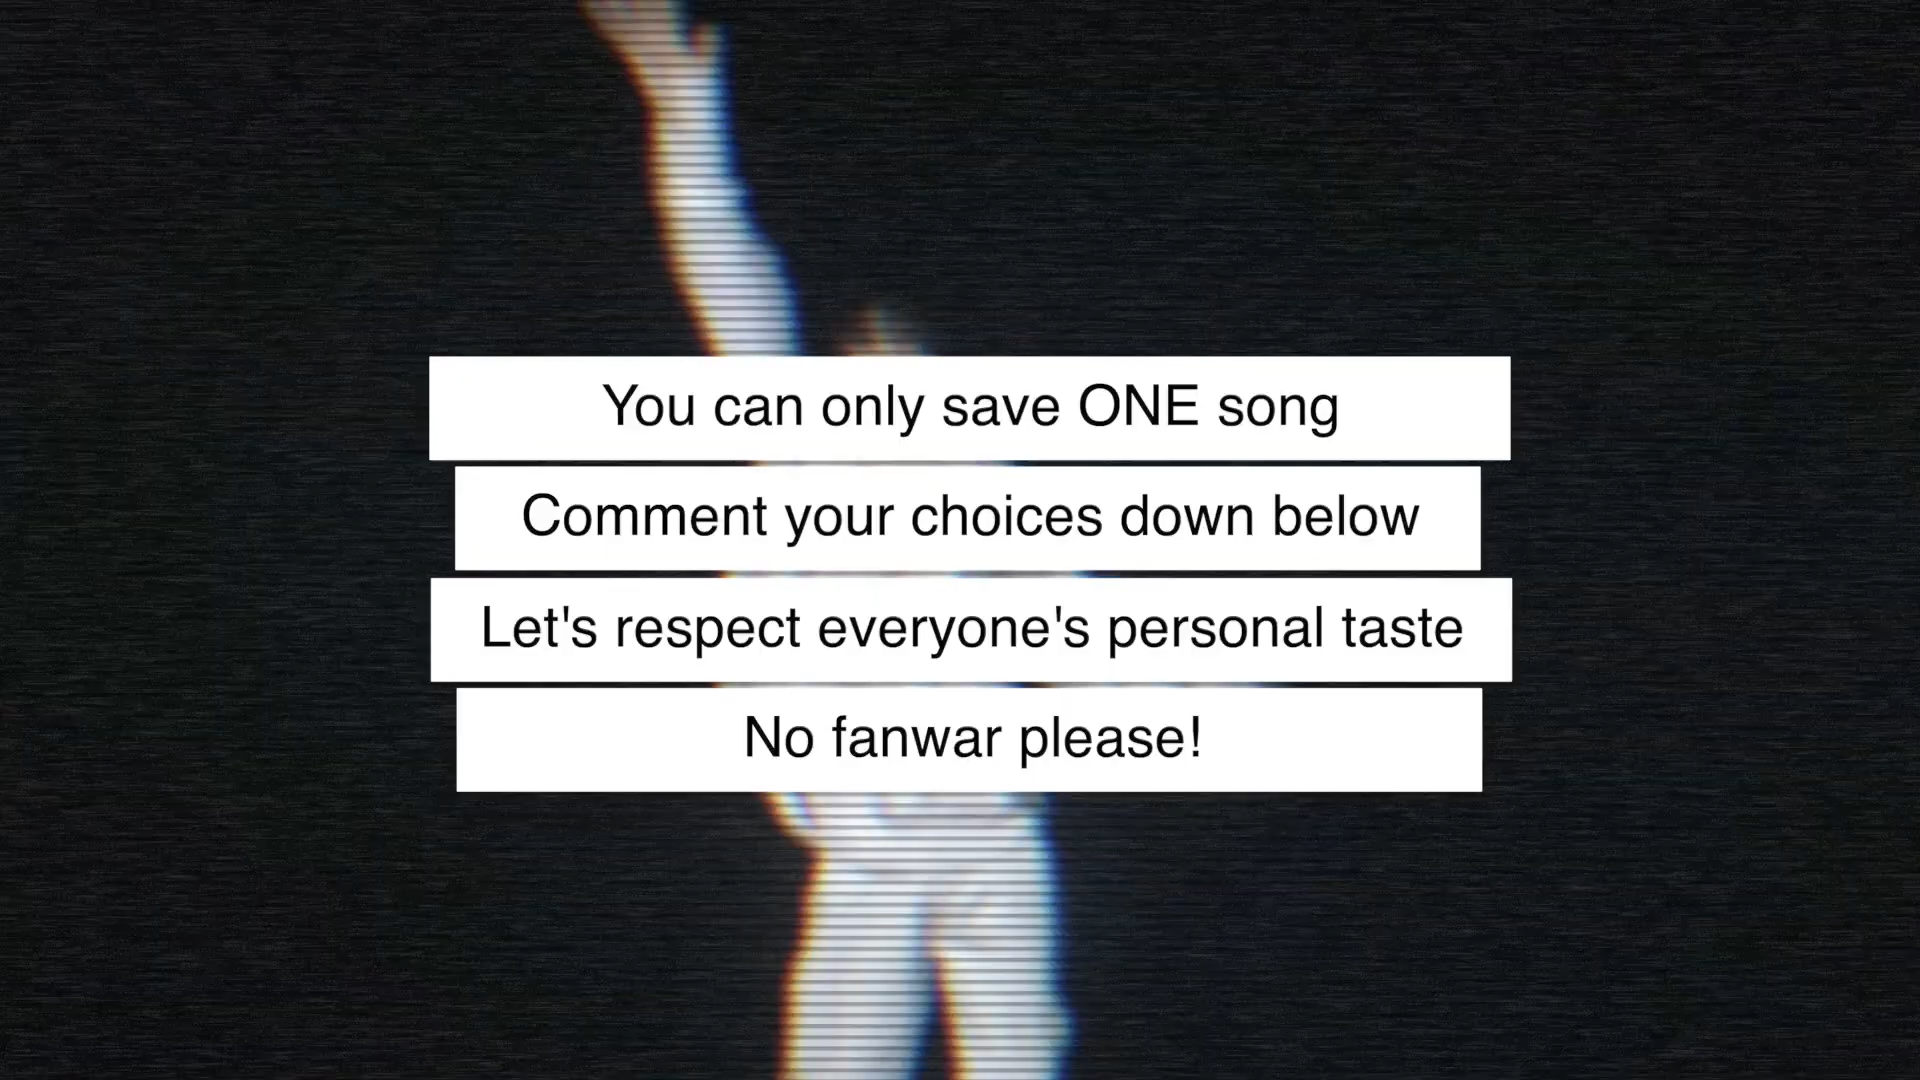 You can only save ONE song
Comment your choices down below
Let's respect everyone's personal taste
No fanwar please!